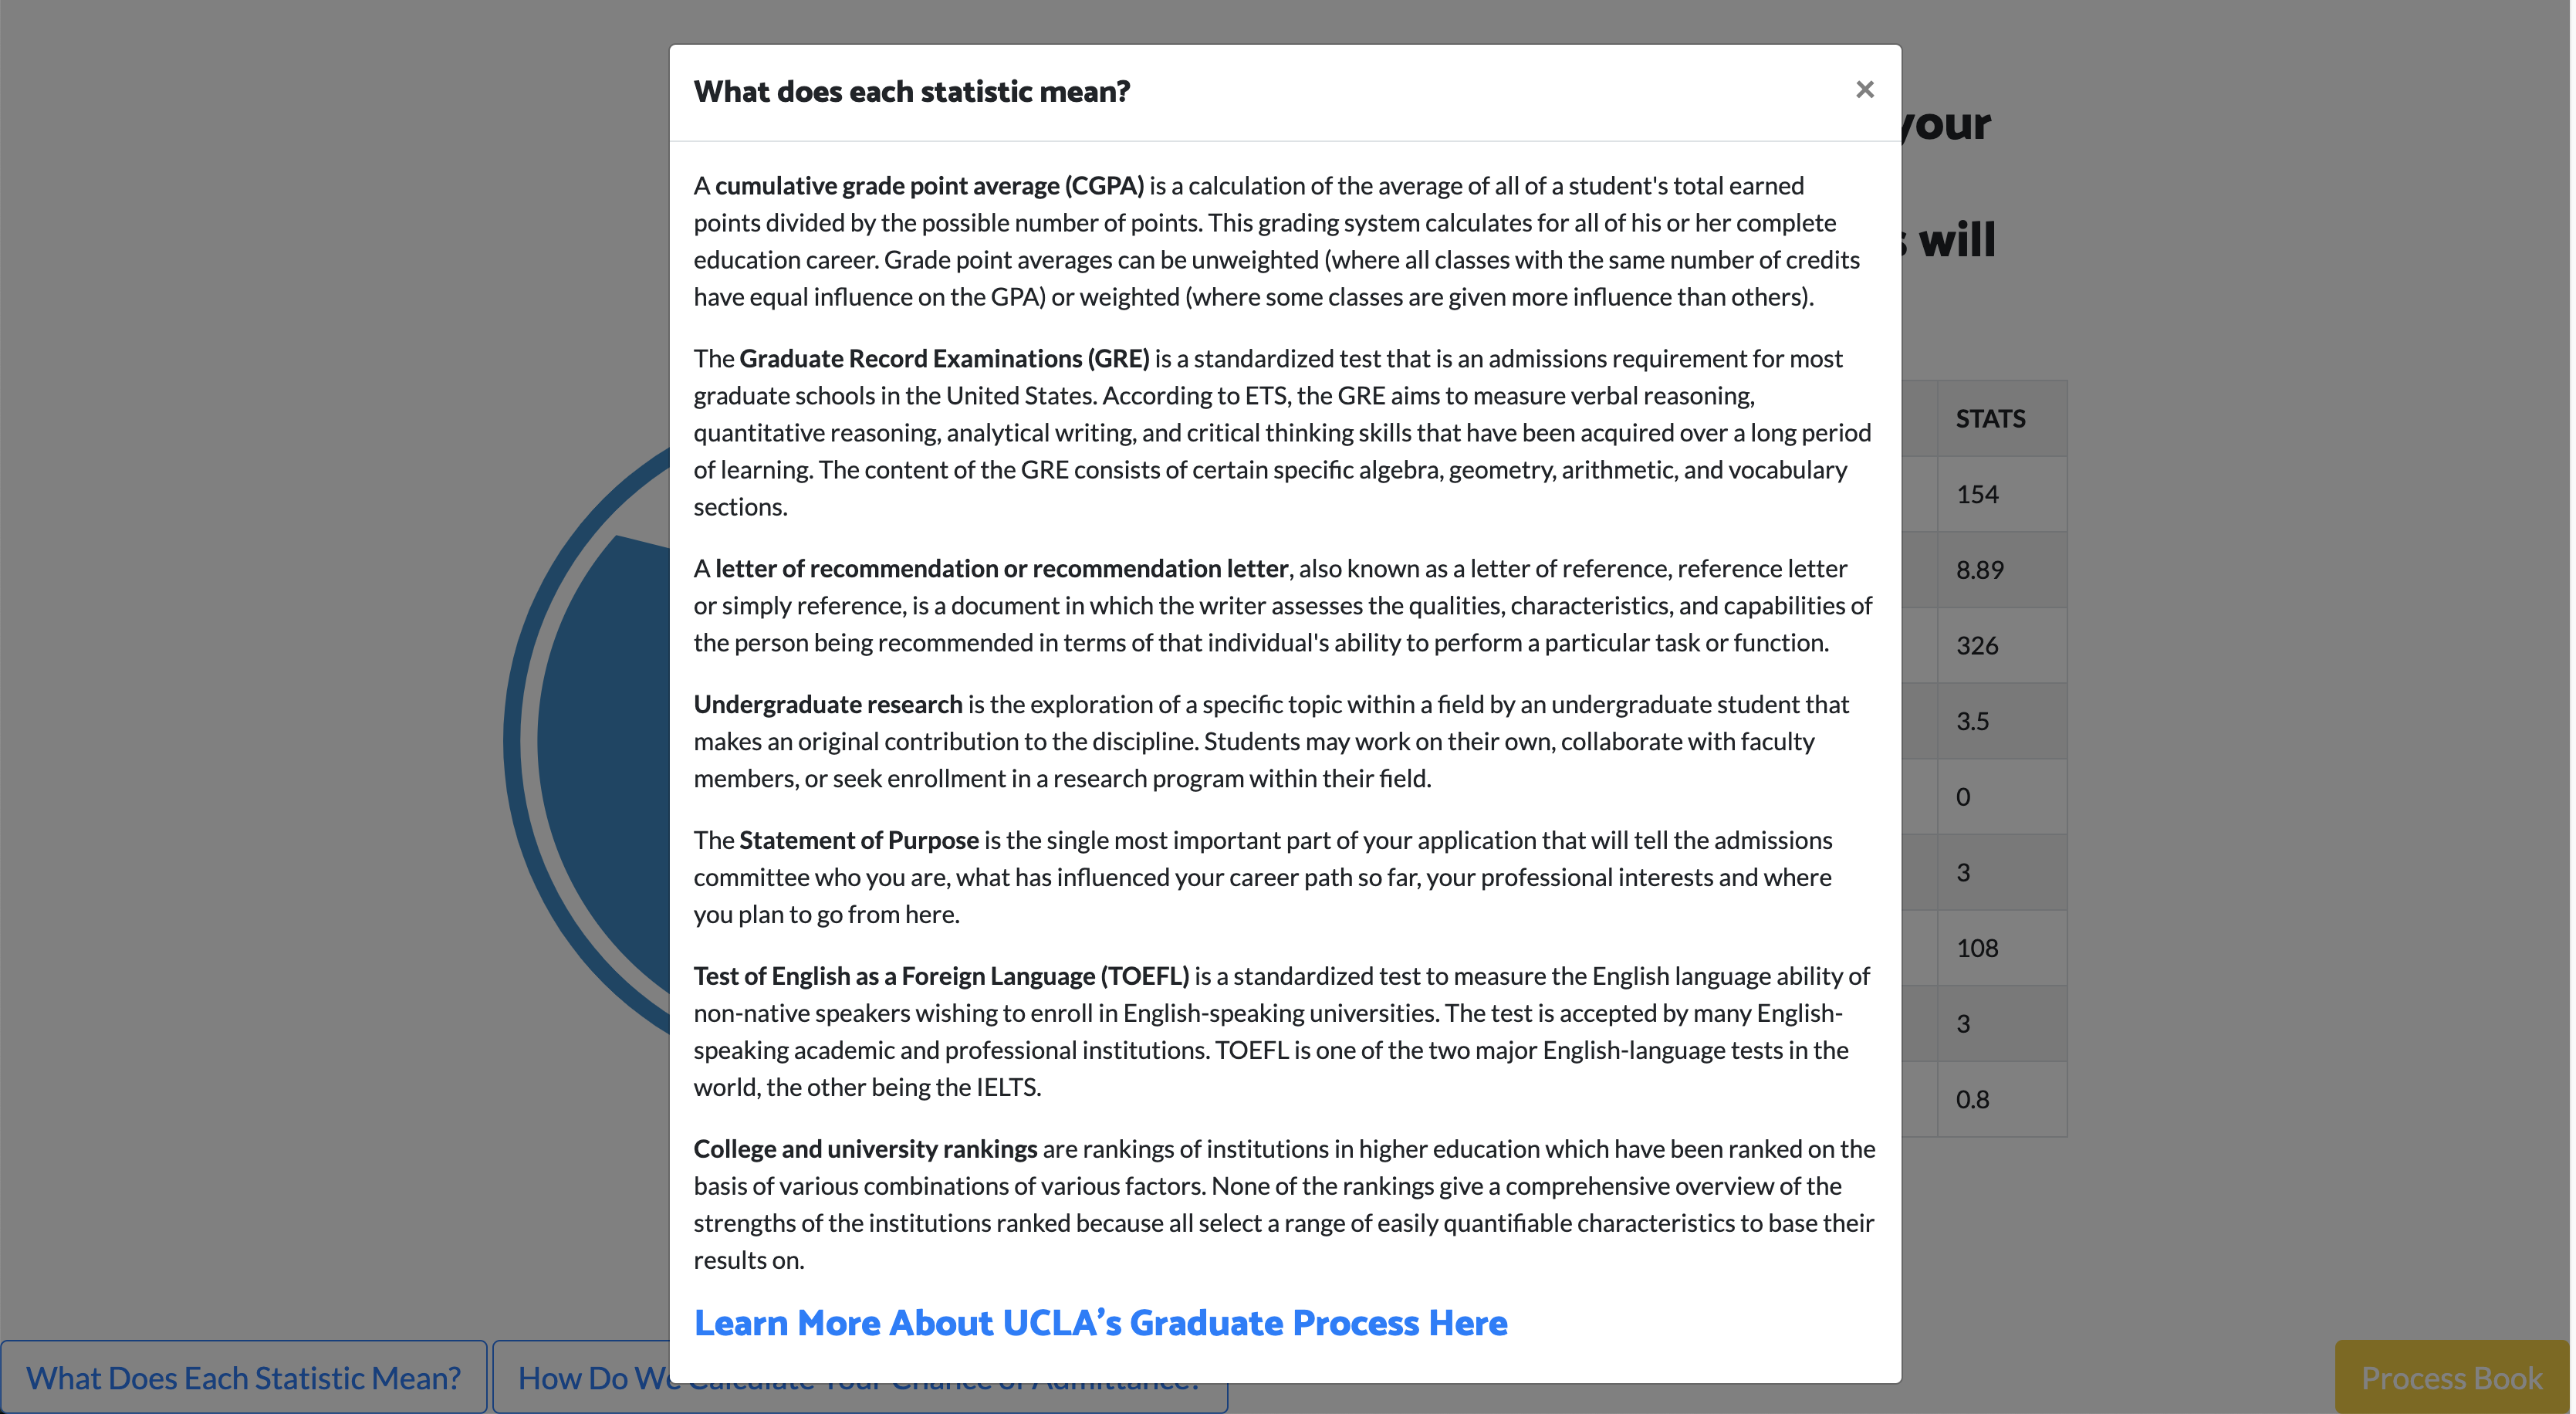 What does each statistic mean?
×
your
will
A cumulative grade point average (CGPA) is a calculation of the average of all of a student's total earned
points divided by the possible number of points. This grading system calculates for all of his or her complete
education career. Grade point averages can be unweighted (where all classes with the same number of credits
have equal influence on the GPA) or weighted (where some classes are given more influence than others).
The Graduate Record Examinations (GRE) is a standardized test that is an admissions requirement for most
graduate schools in the United States. According to ETS, the GRE aims to measure verbal reasoning,
quantitative reasoning, analytical writing, and critical thinking skills that have been acquired over a long period
of learning. The content of the GRE consists of certain specific algebra, geometry, arithmetic, and vocabulary
sections.
A letter of recommendation or recommendation letter, also known as a letter of reference, reference letter
or simply reference, is a document in which the writer assesses the qualities, characteristics, and capabilities of
the person being recommended in terms of that individual's ability to perform a particular task or function.
Undergraduate research is the exploration of a specific topic within a field by an undergraduate student that
makes an original contribution to the discipline. Students may work on their own, collaborate with faculty
members, or seek enrollment in a research program within their field.
The Statement of Purpose is the single most important part of your application that will tell the admissions
committee who you are, what has influenced your career path so far, your professional interests and where
you plan to go from here.
Test of English as a Foreign Language (TOEFL) is a standardized test to measure the English language ability of
non-native speakers wishing to enroll in English-speaking universities. The test is accepted by many English-
speaking academic and professional institutions. TOEFL is one of the two major English-language tests in the
world, the other being the IELTS.
College and university rankings are rankings of institutions in higher education which have been ranked on the
basis of various combinations of various factors. None of the rankings give a comprehensive overview of the
strengths of the institutions ranked because all select a range of easily quantifiable characteristics to base their
results on.
Learn More About UCLA's Graduate Process Here
STATS
154
8.89
326
3.5
0
3
108
3
0.8
What Does Each Statistic Mean?
How Do We Calculate Your Chance of Admittance?
Process Book